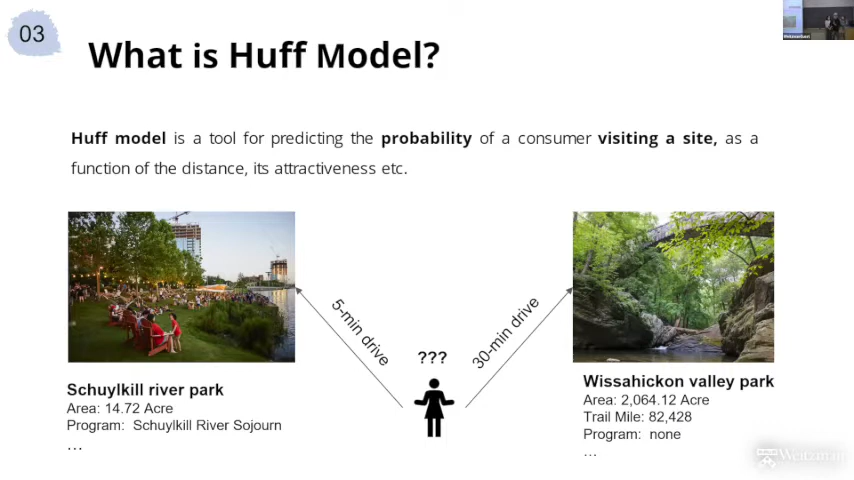 03
What is Huff Model?
Huff model is a tool for predicting the probability of a consumer visiting a site, as a
function of the distance, its attractiveness etc.
5-min drive
30-min drive
???
Schuylkill river park
Area: 14.72 Acre
Program: Schuylkill River Sojourn
...
Wissahickon valley park
Area: 2,064.12 Acre
Trail Mile: 82,428
Program: none
...
Weitzman